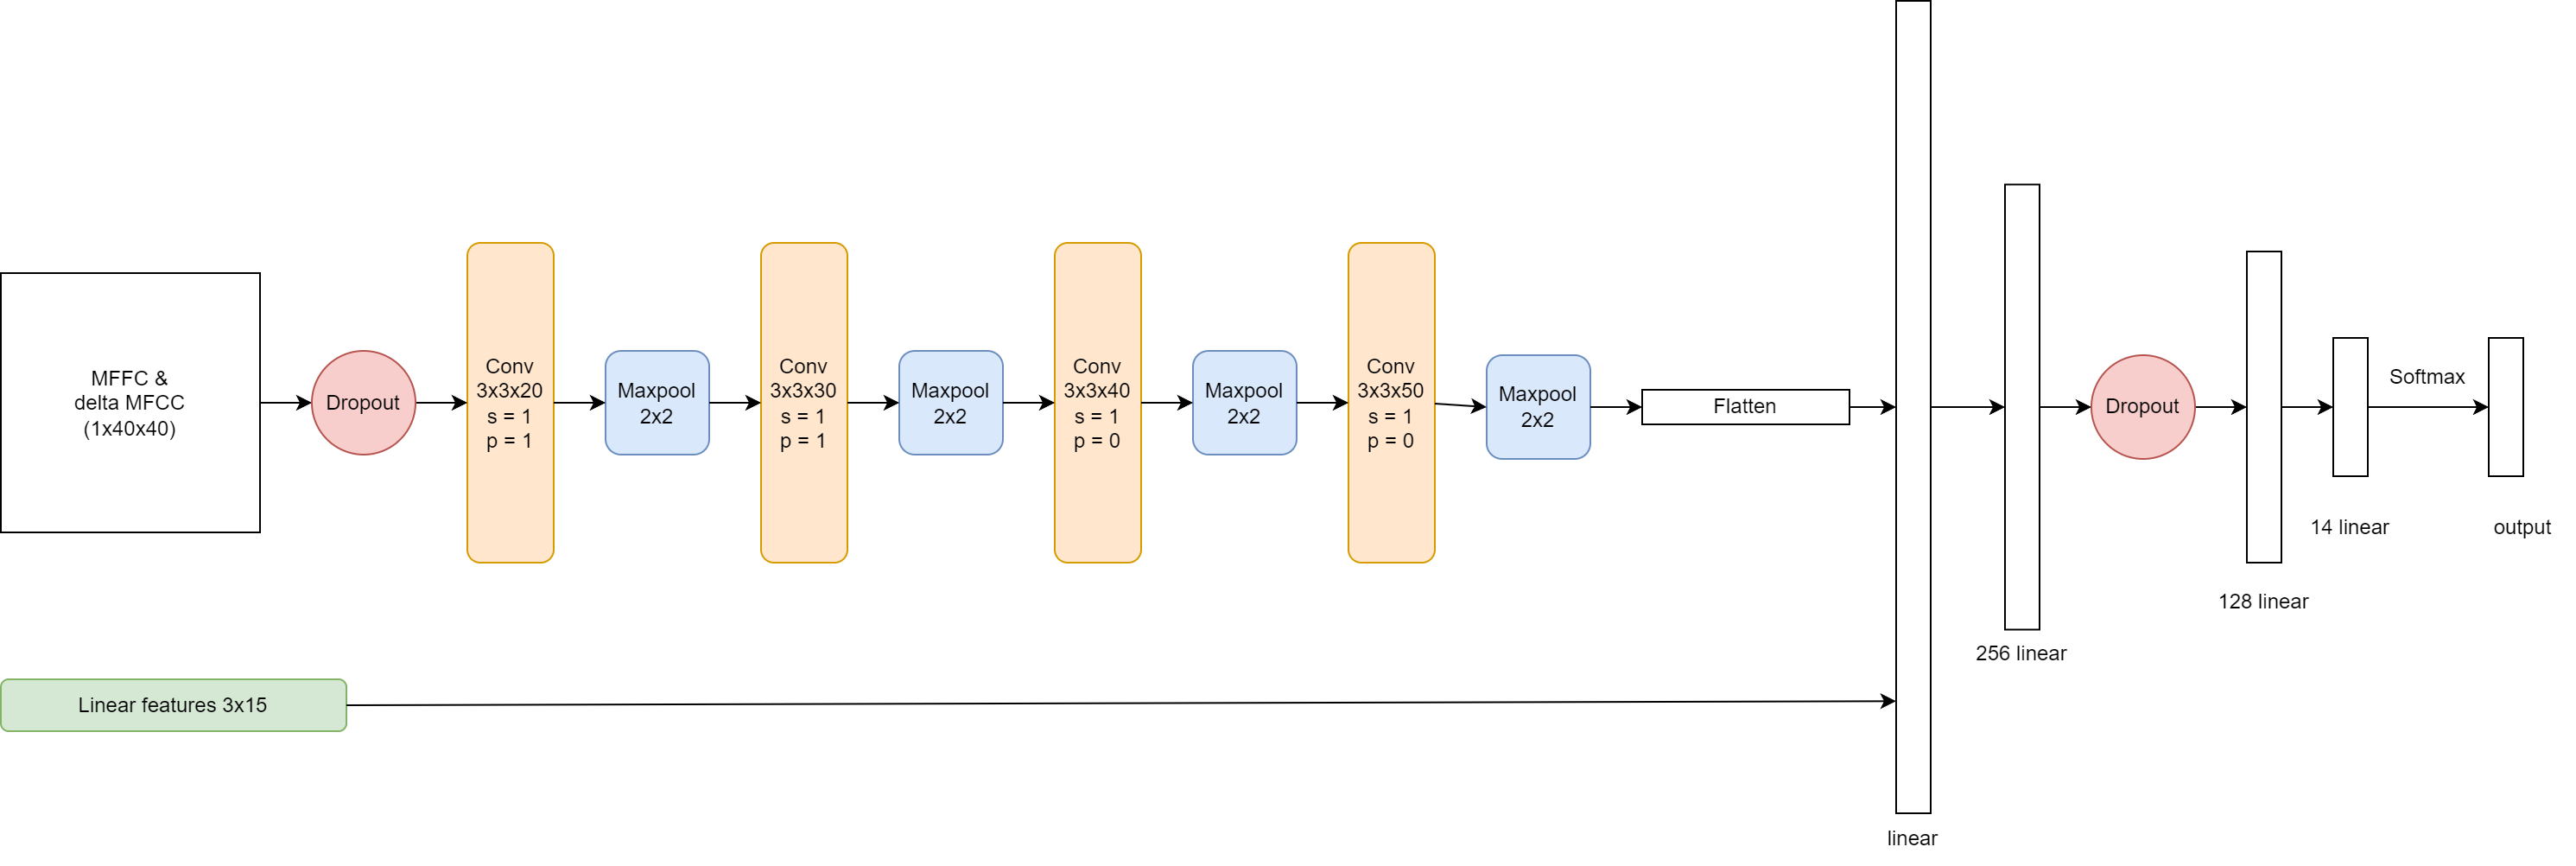 MFFC &
delta MFCC
(1x40x40)
Dropout
Conv
3x3x20
s = 1
p = 1
Maxpool
2x2
Conv
3x3x30
s = 1
p = 1
Maxpool
2x2
Conv
3x3x40
s = 1
p = 0
Maxpool
2x2
Conv
3x3x50
s = 1
p = 0
Maxpool
2x2
Flatten
Linear features 3x15
linear
256 linear
Dropout
128 linear
14 linear
Softmax
output